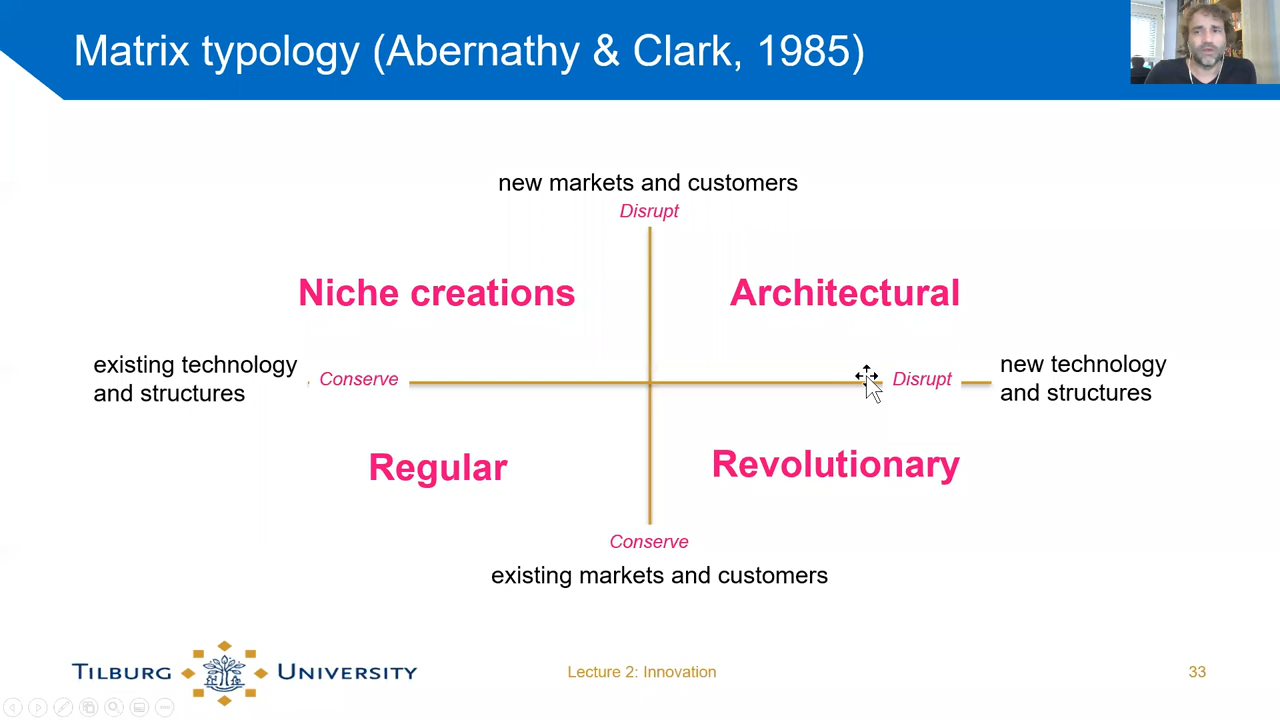 Matrix typology (Abernathy & Clark, 1985)
new markets and customers
Disrupt
Niche creations
Architectural
existing technology
and structures
Conserve
Disrupt
new technology
and structures
Regular
Revolutionary
Conserve
existing markets and customers
TILBURG UNIVERSITY
Lecture 2: Innovation
33